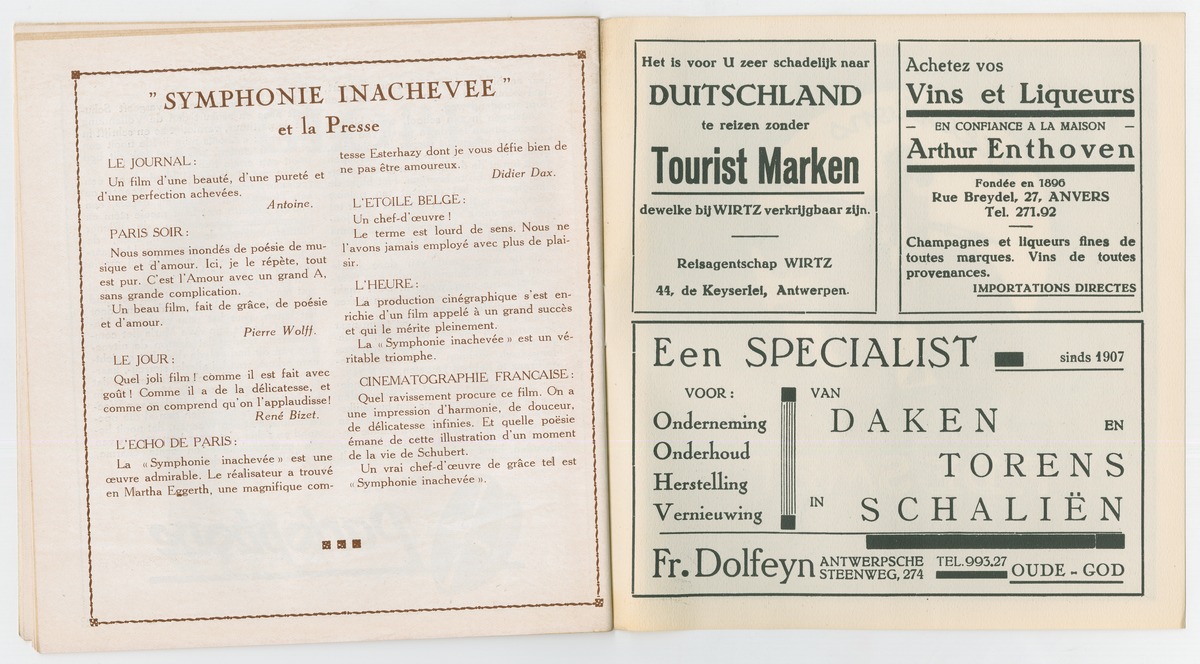 " SYMPHONIE INACHEVEE "
et la Presse
LE JOURNAL :
Un film d'une beauté, d'une pureté et
d'une perfection achevées.
Antoine.
PARIS SOIR :
Nous sommes inondés de poésie de mu-
sique et d'amour. Ici, je le répète, tout
est pur. C'est l'Amour avec un grand A,
sans grande complication.
Un beau film, fait de grâce, de poésie
et d'amour.
Pierre Wolff.
LE JOUR :
Quel joli film ! comme il est fait avec
goût ! Comme il a de la délicatesse, et
comme on comprend qu'on l'applaudisse!
René Bizet.
L'ECHO DE PARIS :
La « Symphonie inachevée » est une
œuvre admirable. Le réalisateur a trouvé
en Martha Eggerth, une magnifique com-
tesse Esterhazy dont je vous défie bien de
ne pas être amoureux.
Didier Dax.
L'ETOILE BELGE :
Un chef-d'œuvre !
Le terme est lourd de sens. Nous ne
l'avons jamais employé avec plus de plai-
sir.
L'HEURE :
La production cinégraphique s'est en-
richie d'un film appelé à un grand succès
et qui le mérite pleinement.
La « Symphonie inachevée » est un vé-
ritable triomphe.
CINEMATOGRAPHIE FRANCAISE :
Quel ravissement procure ce film. On a
une impression d'harmonie, de douceur,
de délicatesse infinies. Et quelle poësie
émane de cette illustration d'un moment
de la vie de Schubert.
Un vrai chef-d'œuvre de grâce tel est
« Symphonie inachevée ».
Het is voor U zeer schadelijk naar
DUITSCHLAND
te reizen zonder
Tourist Marken
dewelke bij WIRTZ verkrijgbaar zijn.
Reisagentschap WIRTZ
44, de Keyserlei, Antwerpen.
Achetez vos
Vins et Liqueurs
— EN CONFIANCE A LA MAISON —
Arthur Enthoven
Fondée en 1896
Rue Breydel, 27, ANVERS
Tel. 271.92
Champagnes et liqueurs fines de
toutes marques. Vins de toutes
provenances.
IMPORTATIONS DIRECTES
Een SPECIALIST sinds 1907
VOOR :
Onderneming
Onderhoud
Herstelling
Vernieuwing
VAN
DAKEN EN
TORENS
IN SCHALIËN
Fr. Dolfeyn ANTWERPSCHE STEENWEG, 274 TEL. 993.27 OUDE - GOD